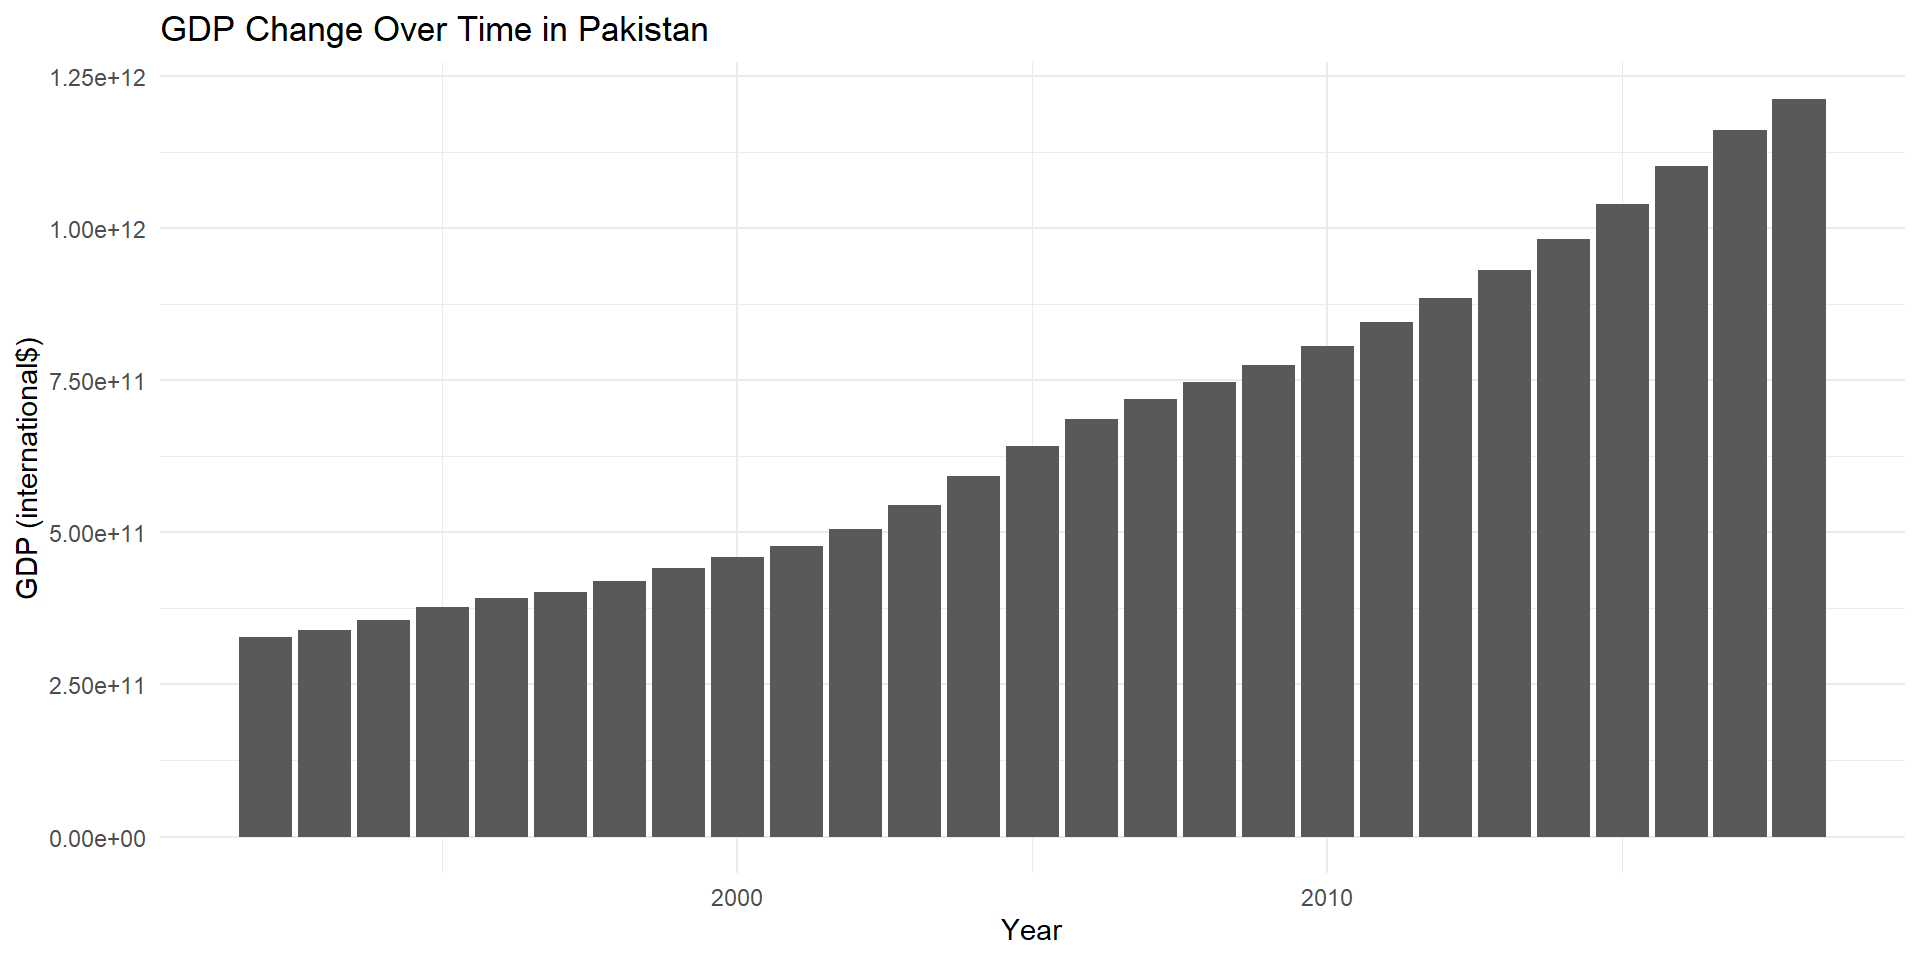 GDP Change Over Time in Pakistan
1.25e+12
1.00e+12
7.50e+11
5.00e+11
2.50e+11
0.00e+00
GDP (international$)
2000
2010
Year